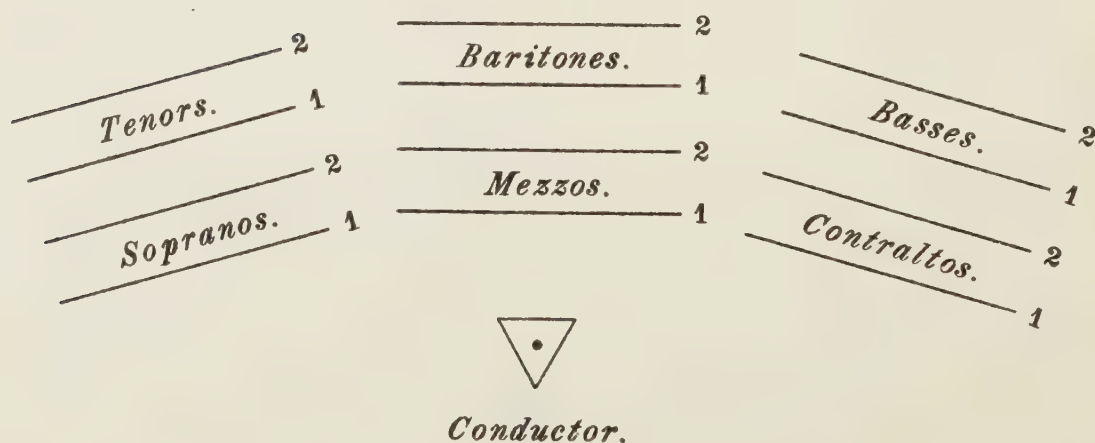 2
Baritones.
1
2
Tenors.
1
Basses.
2
1
2
Mezzos.
1
2
Sopranos.
1
Contraltos.
2
1
Conductor.